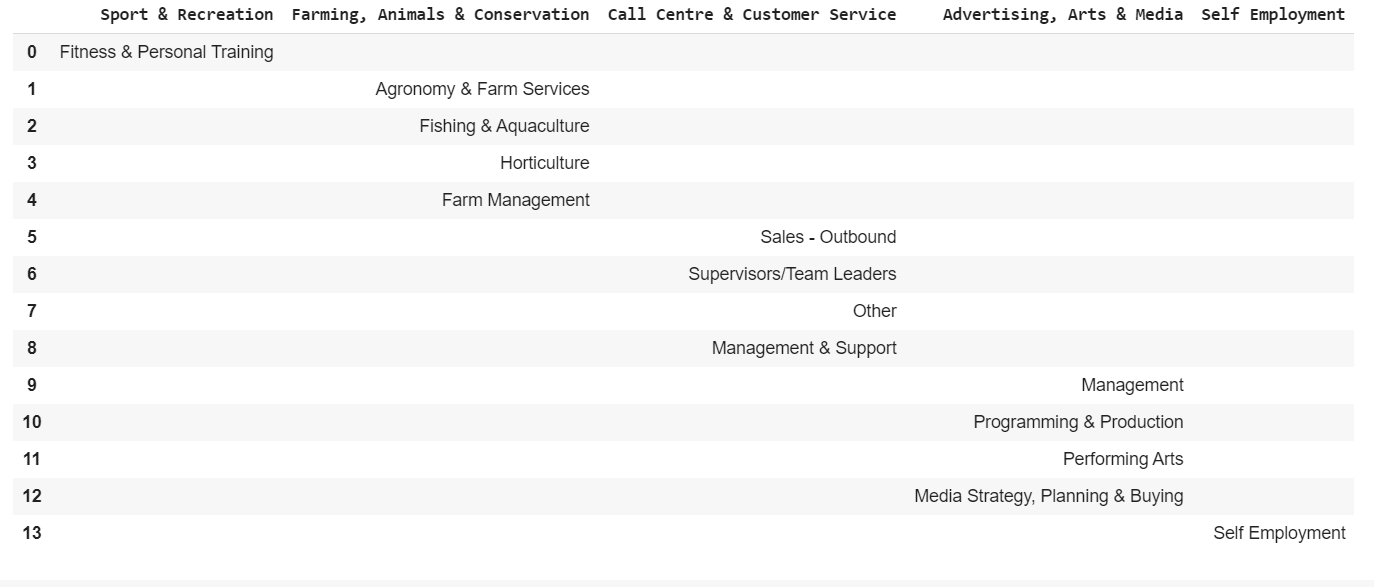 Sport & Recreation Farming, Animals & Conservation Call Centre & Customer Service Advertising, Arts & Media Self Employment
0 Fitness & Personal Training
1 Agronomy & Farm Services
2 Fishing & Aquaculture
3 Horticulture
4 Farm Management
5 Sales - Outbound
6 Supervisors/Team Leaders
7 Other
8 Management & Support
9 Management
10 Programming & Production
11 Performing Arts
12 Media Strategy, Planning & Buying
13 Self Employment